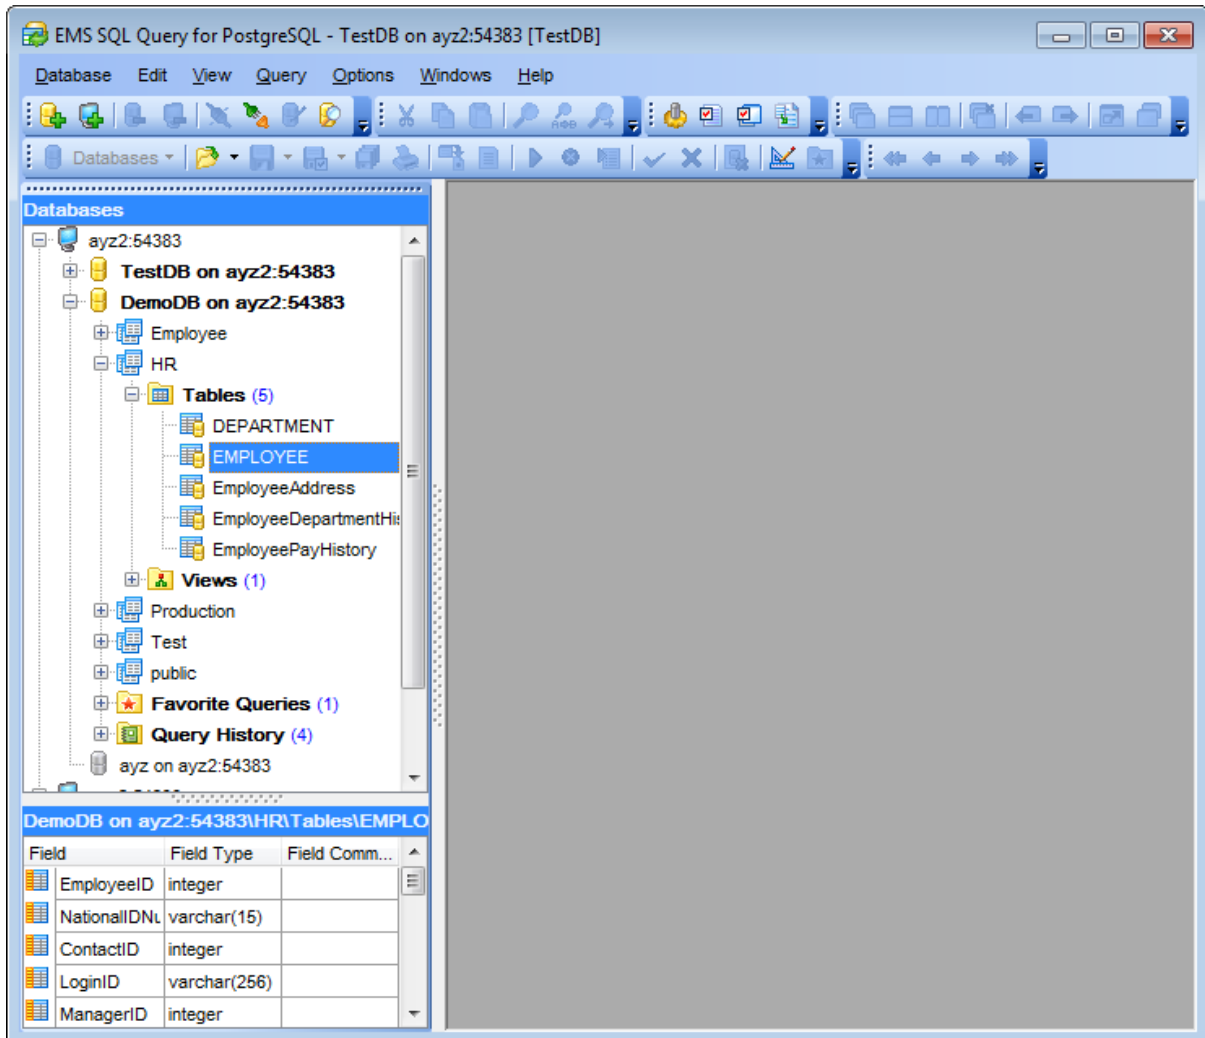 EMS SQL Query for PostgreSQL - TestDB on ayz2:54383 [TestDB]
Database Edit View Query Options Windows Help
Databases
Databases
ayz2:54383
TestDB on ayz2:54383
DemoDB on ayz2:54383
Employee
HR
Tables (5)
DEPARTMENT
EMPLOYEE
EmployeeAddress
EmployeeDepartmentHis
EmployeePayHistory
Views (1)
Production
Test
public
Favorite Queries (1)
Query History (4)
ayz on ayz2:54383
DemoDB on ayz2:54383\HR\Tables\EMPLO
Field Field Type Field Comm...
EmployeeID integer
NationalIDNu varchar(15)
ContactID integer
LoginID varchar(256)
ManagerID integer